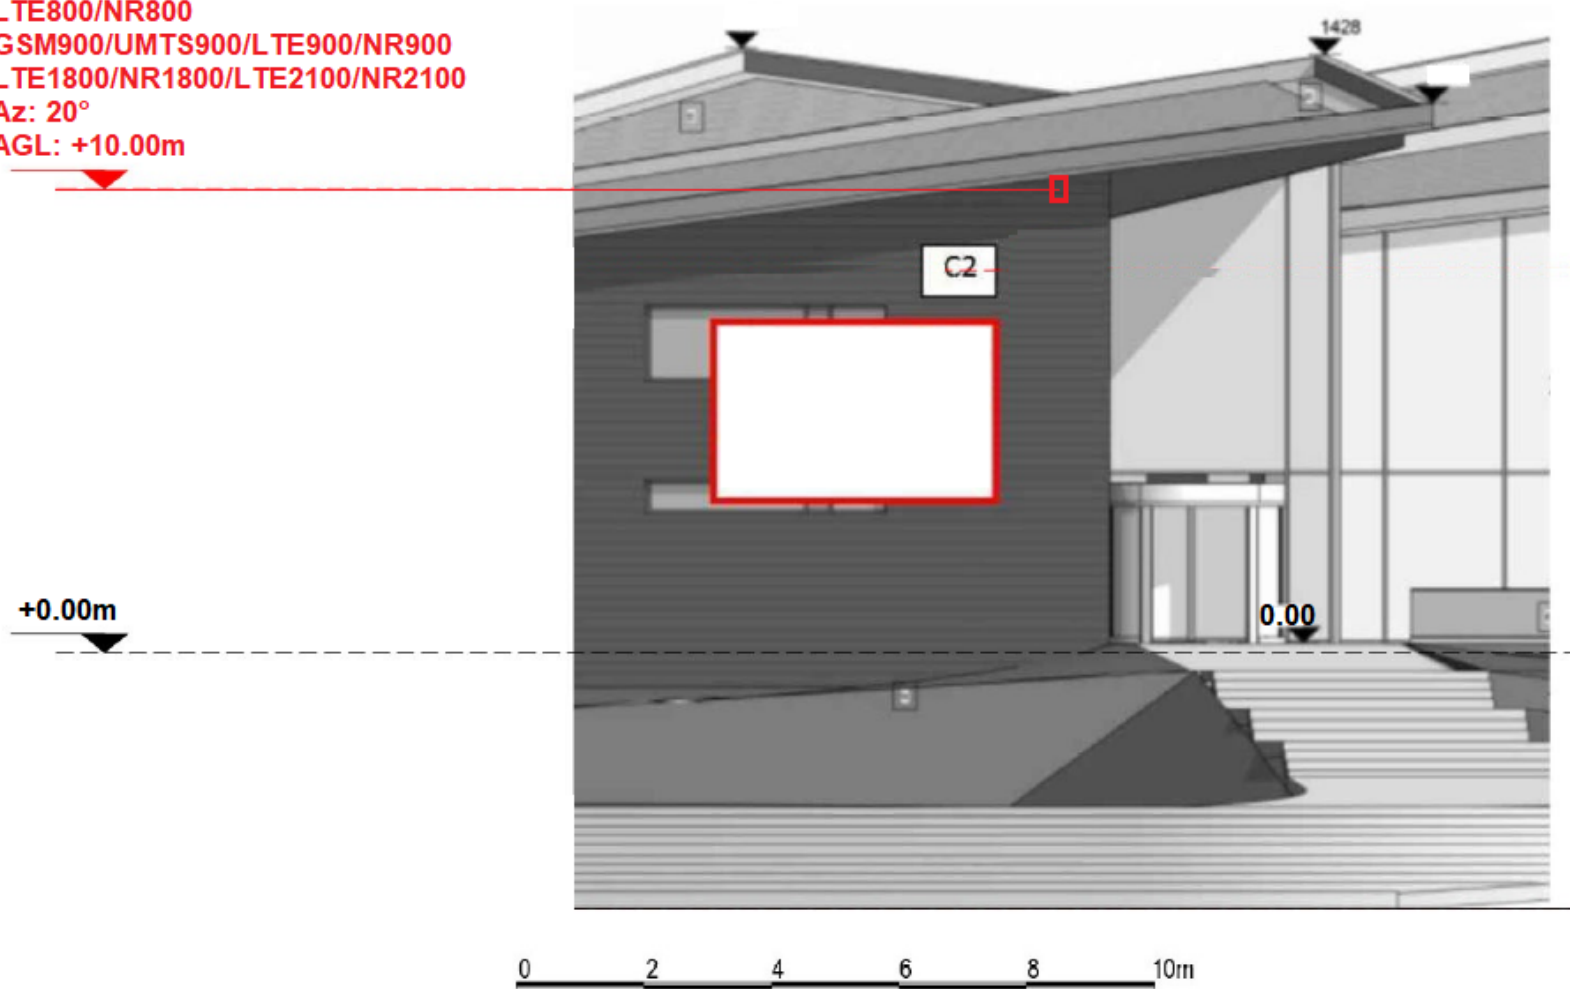 LTE800/NR800
GSM900/UMTS900/LTE900/NR900
LTE1800/NR1800/LTE2100/NR2100
Az: 20°
AGL: +10.00m
1428
C2
+0.00m
0.00
0 2 4 6 8 10m